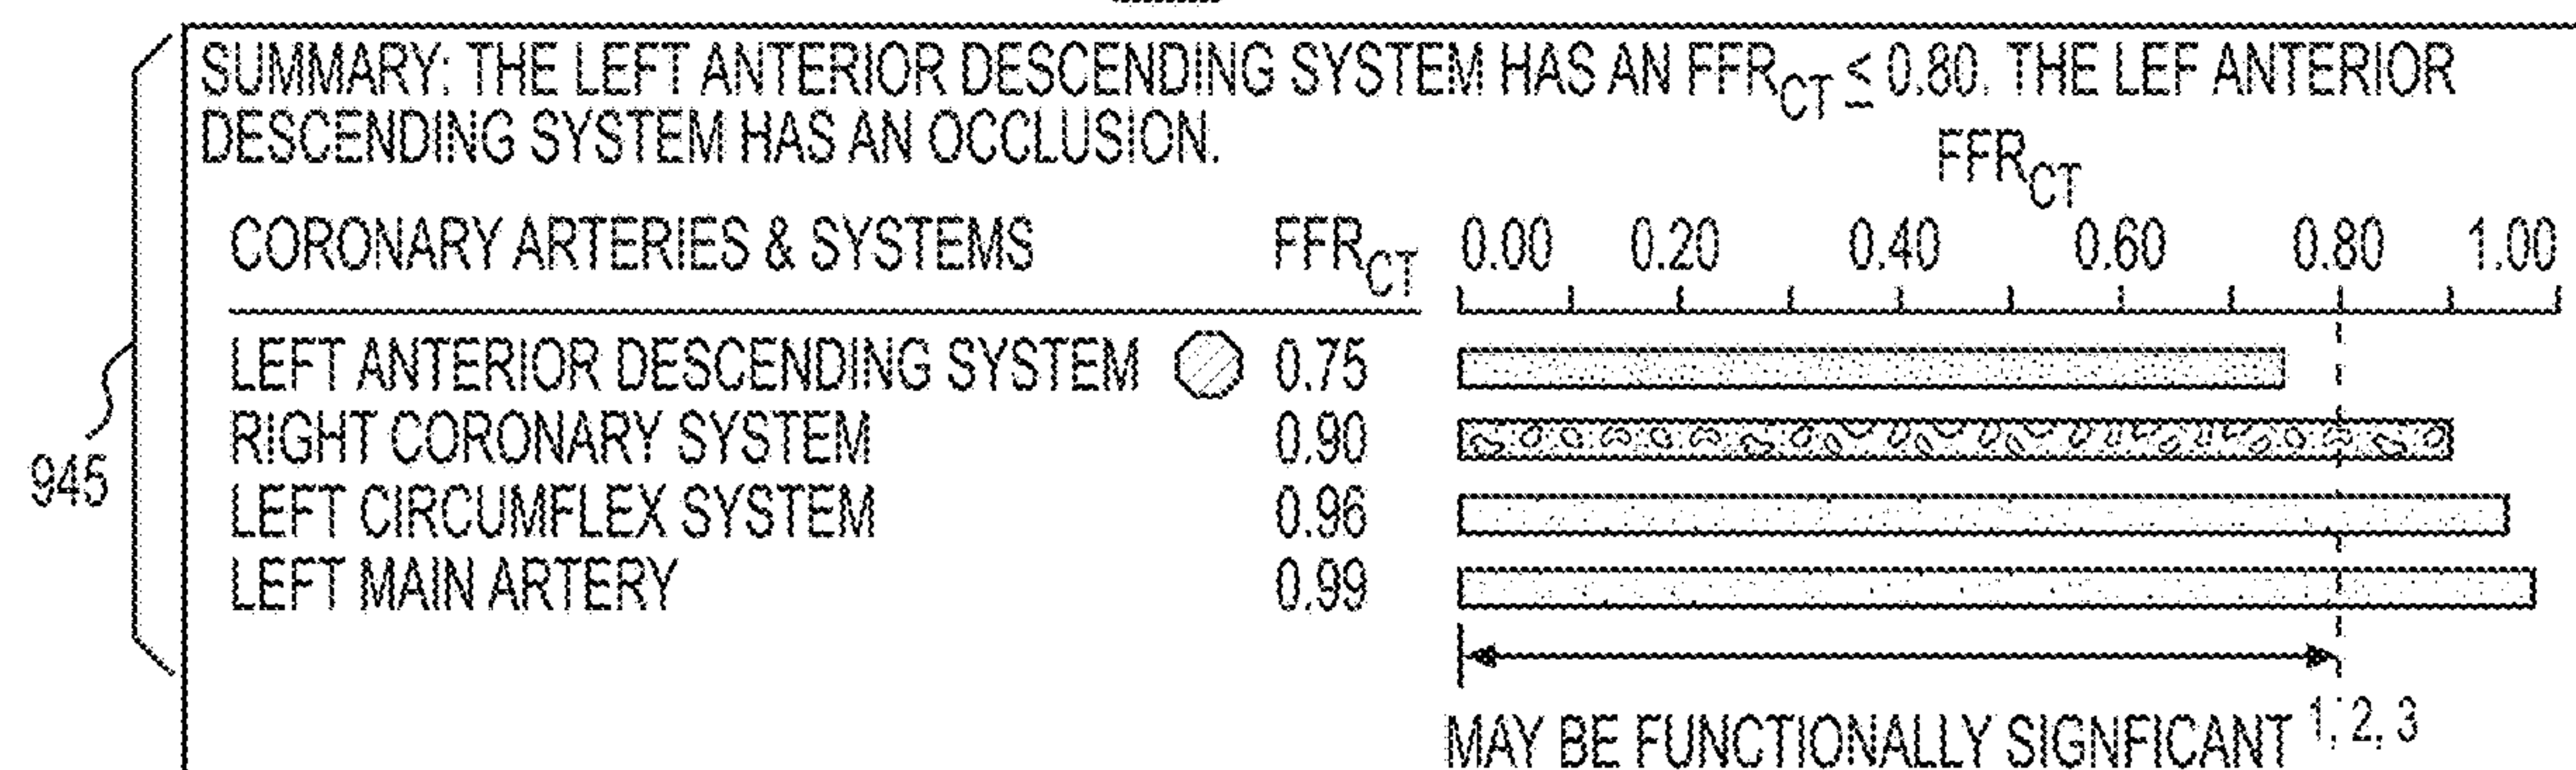 SUMMARY: THE LEFT ANTERIOR DESCENDING SYSTEM HAS AN FFRCT ≤ 0.80. THE LEF ANTERIOR
DESCENDING SYSTEM HAS AN OCCLUSION.
FFRCT
CORONARY ARTERIES & SYSTEMS FFRCT 0.00 0.20 0.40 0.60 0.80 1.00
LEFT ANTERIOR DESCENDING SYSTEM 0.75
RIGHT CORONARY SYSTEM 0.90
945
LEFT CIRCUMFLEX SYSTEM 0.96
LEFT MAIN ARTERY 0.99
MAY BE FUNCTIONALLY SIGNFICANT 1, 2, 3